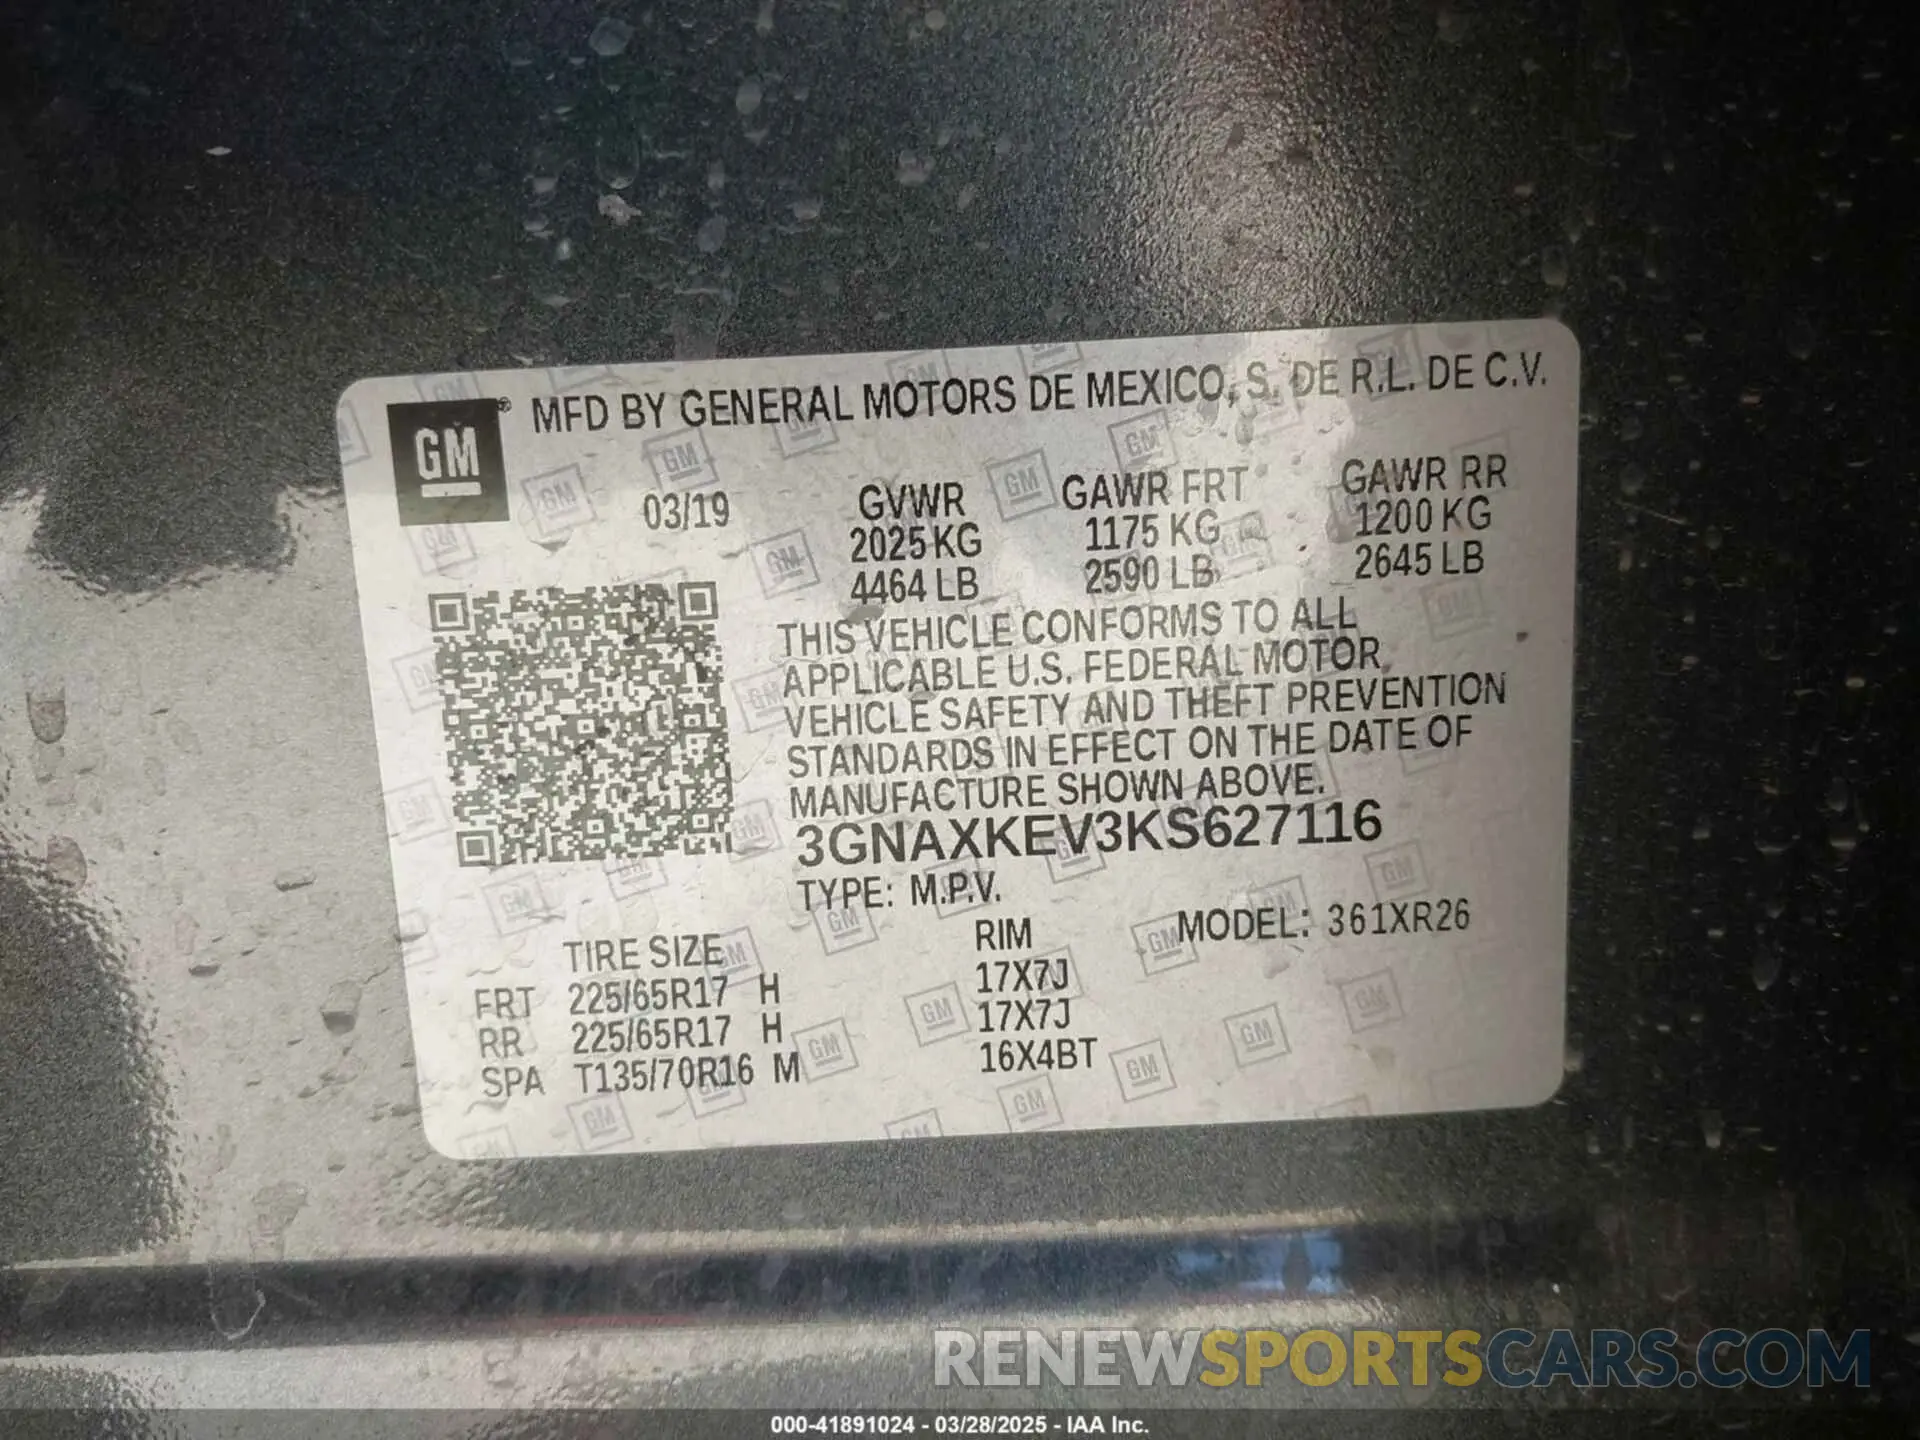 GM® MFD BY GENERAL MOTORS DE MEXICO, S. DE R.L. DE C.V.
03/19 GVWR GAWR FRT GAWR RR
2025 KG 1175 KG 1200 KG
4464 LB 2590 LB 2645 LB
THIS VEHICLE CONFORMS TO ALL
APPLICABLE U.S. FEDERAL MOTOR
VEHICLE SAFETY AND THEFT PREVENTION
STANDARDS IN EFFECT ON THE DATE OF
MANUFACTURE SHOWN ABOVE.
3GNAXKEV3KS627116
TYPE: M.P.V.
MODEL: 361XR26
TIRE SIZE RIM
FRT 225/65R17 H 17X7J
RR 225/65R17 H 17X7J
SPA T135/70R16 M 16X4BT
RENEWSPORTSCARS.COM
000-41891024 - 03/28/2025 - IAA Inc.